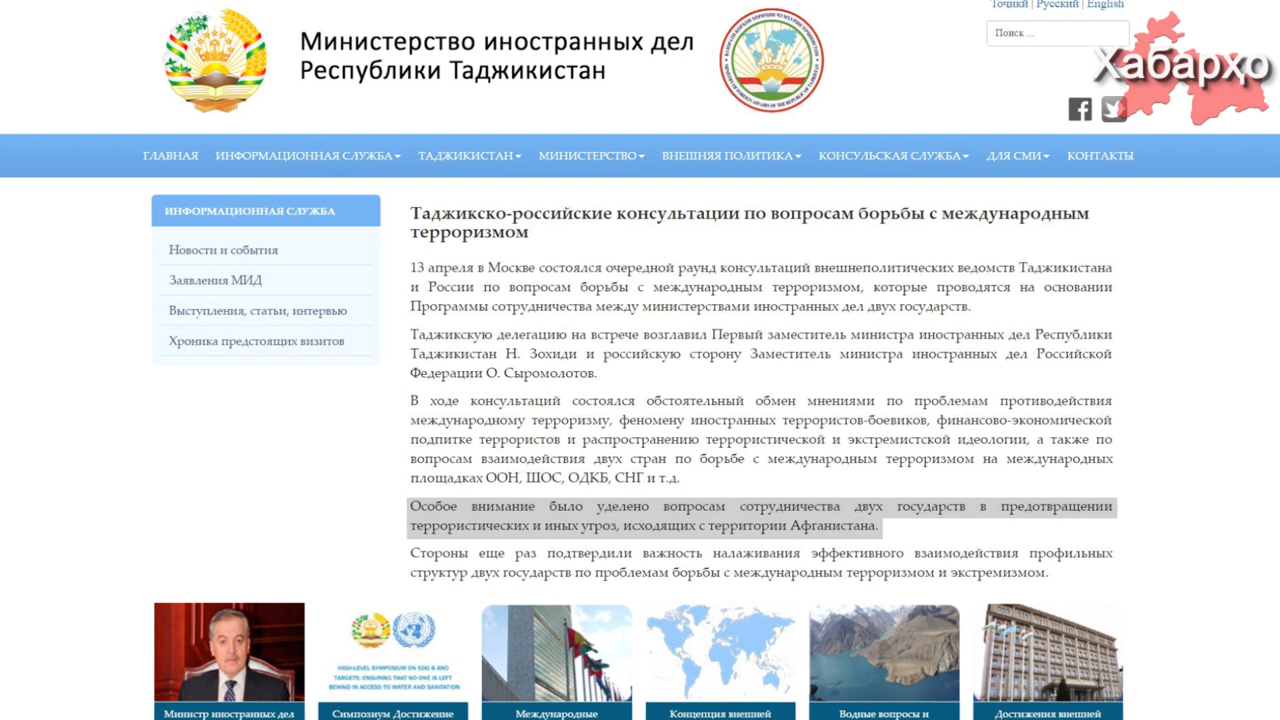 Тоҷикӣ | Русский | English
Министерство иностранных дел
Республики Таджикистан
Поиск ...
Хабарҳо
ГЛАВНАЯ ИНФОРМАЦИОННАЯ СЛУЖБА ТАДЖИКИСТАН МИНИСТЕРСТВО ВНЕШНЯЯ ПОЛИТИКА КОНСУЛЬСКАЯ СЛУЖБА ДЛЯ СМИ КОНТАКТЫ
ИНФОРМАЦИОННАЯ СЛУЖБА
Новости и события
Заявления МИД
Выступления, статьи, интервью
Хроника предстоящих визитов
Таджикско-российские консультации по вопросам борьбы с международным
терроризмом
13 апреля в Москве состоялся очередной раунд консультаций внешнеполитических ведомств Таджикистана
и России по вопросам борьбы с международным терроризмом, которые проводятся на основании
Программы сотрудничества между министерствами иностранных дел двух государств.
Таджикскую делегацию на встрече возглавил Первый заместитель министра иностранных дел Республики
Таджикистан Н. Зохиди и российскую сторону Заместитель министра иностранных дел Российской
Федерации О. Сыромолотов.
В ходе консультаций состоялся обстоятельный обмен мнениями по проблемам противодействия
международному терроризму, феномену иностранных террористов-боевиков, финансово-экономической
подпитке террористов и распространению террористической и экстремистской идеологии, а также по
вопросам взаимодействия двух стран по борьбе с международным терроризмом на международных
площадках ООН, ШОС, ОДКБ, СНГ и т.д.
Особое внимание было уделено вопросам сотрудничества двух государств в предотвращении
террористических и иных угроз, исходящих с территории Афганистана.
Стороны еще раз подтвердили важность налаживания эффективного взаимодействия профильных
структур двух государств по проблемам борьбы с международным терроризмом и экстремизмом.
HIGH-LEVEL SYMPOSIUM ON SDG 6 AND
TARGETS: ENSURING THAT NO ONE IS LEFT
BEHIND IN ACCESS TO WATER AND SANITATION
Министр иностранных дел
Симпозиум Достижение
Международные
Концепция внешней
Водные вопросы и
Достижения внешней